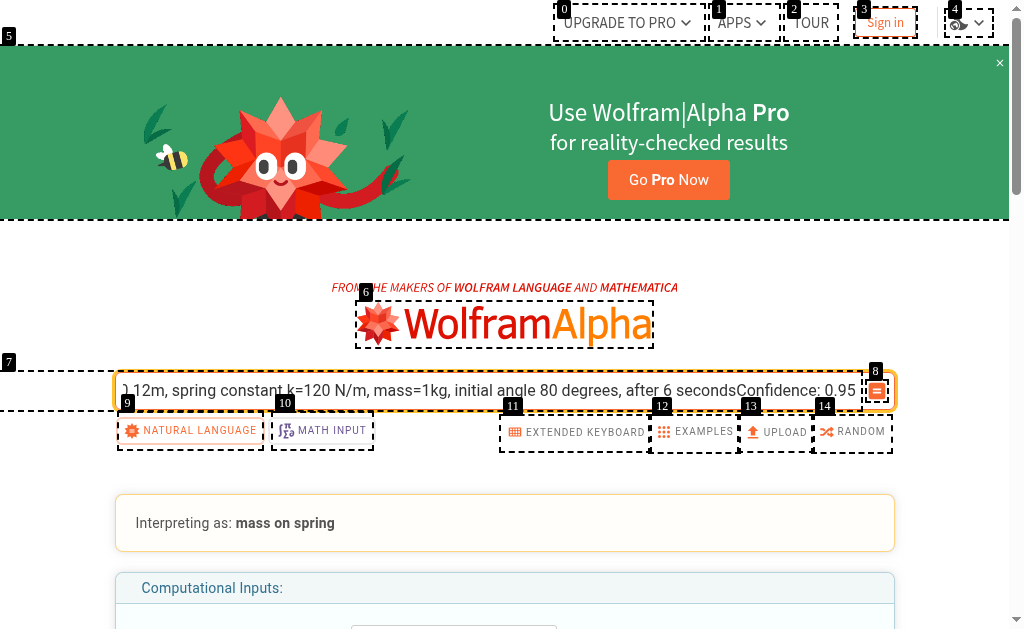 0
UPGRADE TO PRO
1
APPS
2
TOUR
3
Sign in
4
5
×
Use Wolfram|Alpha Pro
for reality-checked results
Go Pro Now
FROM THE MAKERS OF WOLFRAM LANGUAGE AND MATHEMATICA
6
WolframAlpha
7
8
.12m, spring constant k=120 N/m, mass=1kg, initial angle 80 degrees, after 6 secondsConfidence: 0.95
=
9
NATURAL LANGUAGE
10
MATH INPUT
11
EXTENDED KEYBOARD
12
EXAMPLES
13
UPLOAD
14
RANDOM
Interpreting as: mass on spring
Computational Inputs: